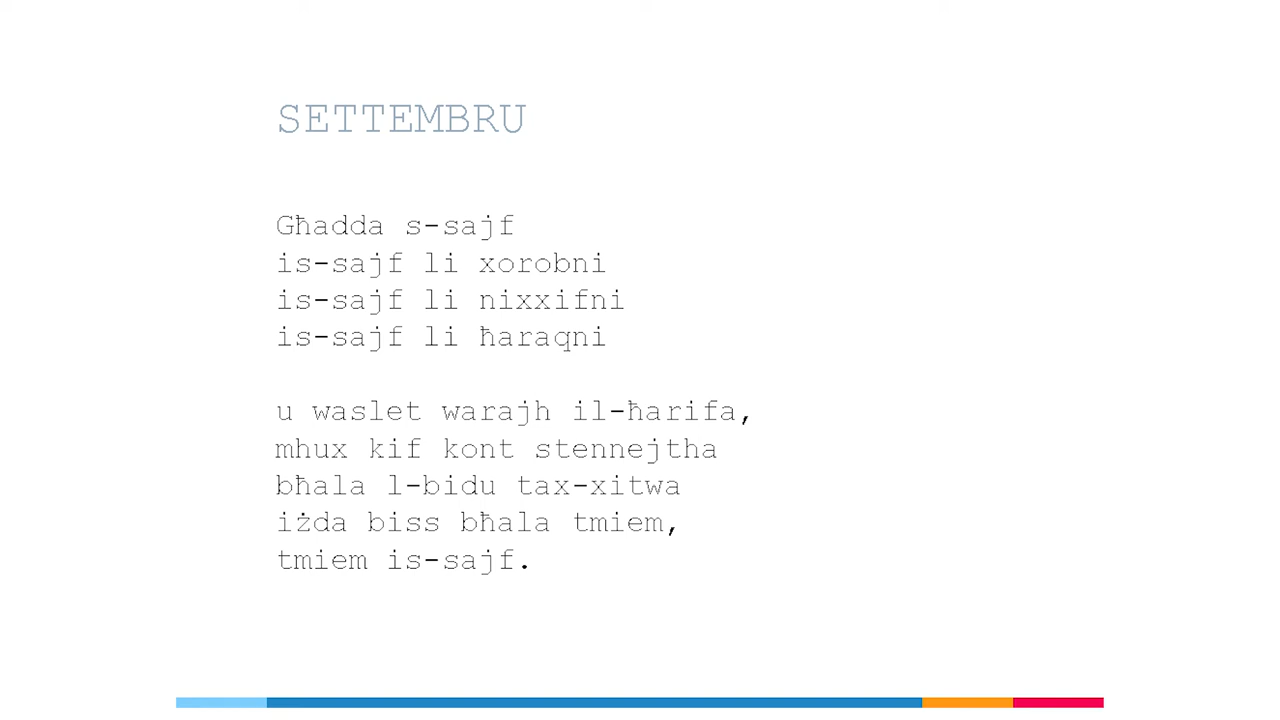 SETTEMBRU
Għadda s-sajf
is-sajf li xorobni
is-sajf li nixxifni
is-sajf li ħaraqni
u waslet warajh il-ħarifa,
mhux kif kont stennejtha
bħala l-bidu tax-xitwa
iżda biss bħala tmiem,
tmiem is-sajf.